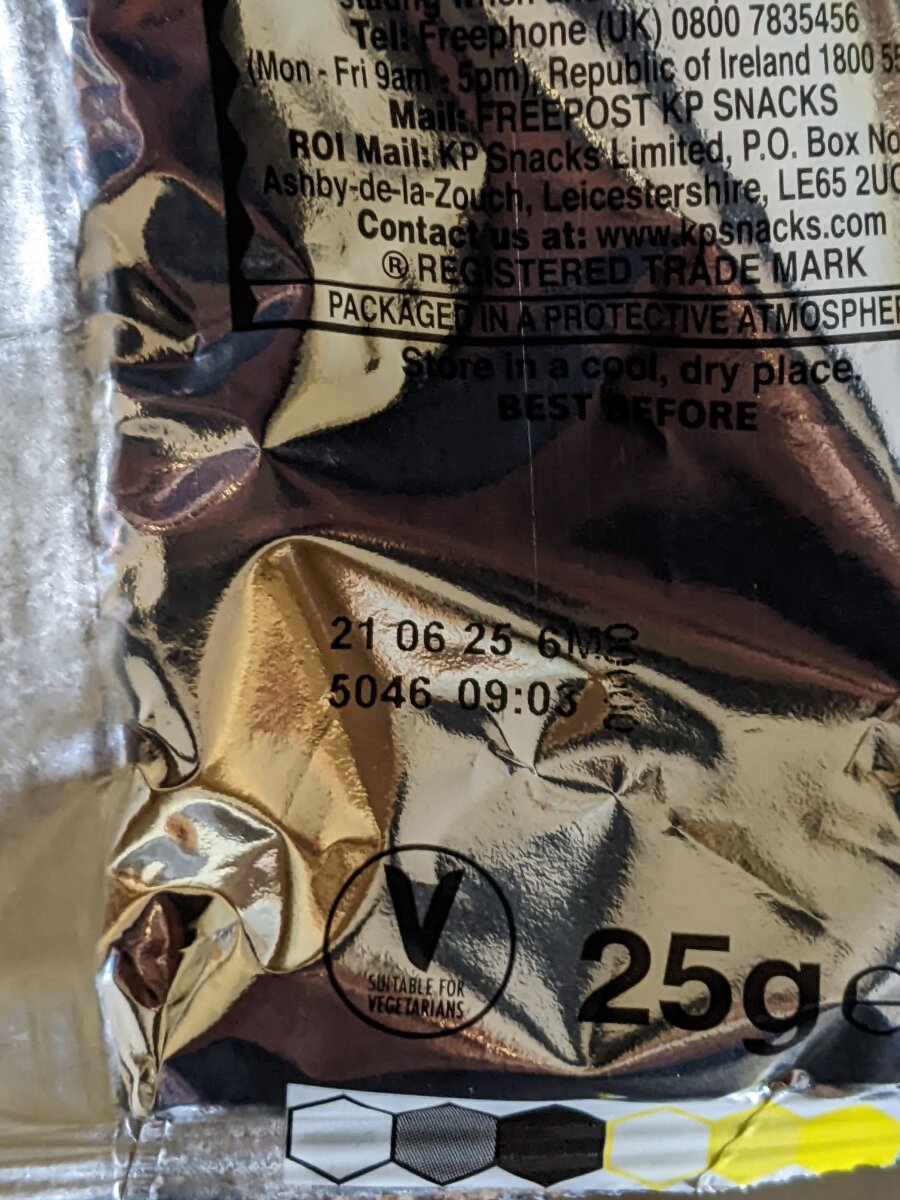 Tel: Freephone (UK) 0800 7835456
(Mon - Fri 9am - 5pm), Republic of Ireland 1800 55
Mail: FREEPOST KP SNACKS
ROI Mail: KP Snacks Limited, P.O. Box No
Ashby-de-la-Zouch, Leicestershire, LE65 2U
Contact us at: www.kpsnacks.com
® REGISTERED TRADE MARK
PACKAGED IN A PROTECTIVE ATMOSPHE
Store in a cool, dry place.
BEST BEFORE
21 06 25 6M
5046 09:03
V
SUITABLE FOR
VEGETARIANS
25g e